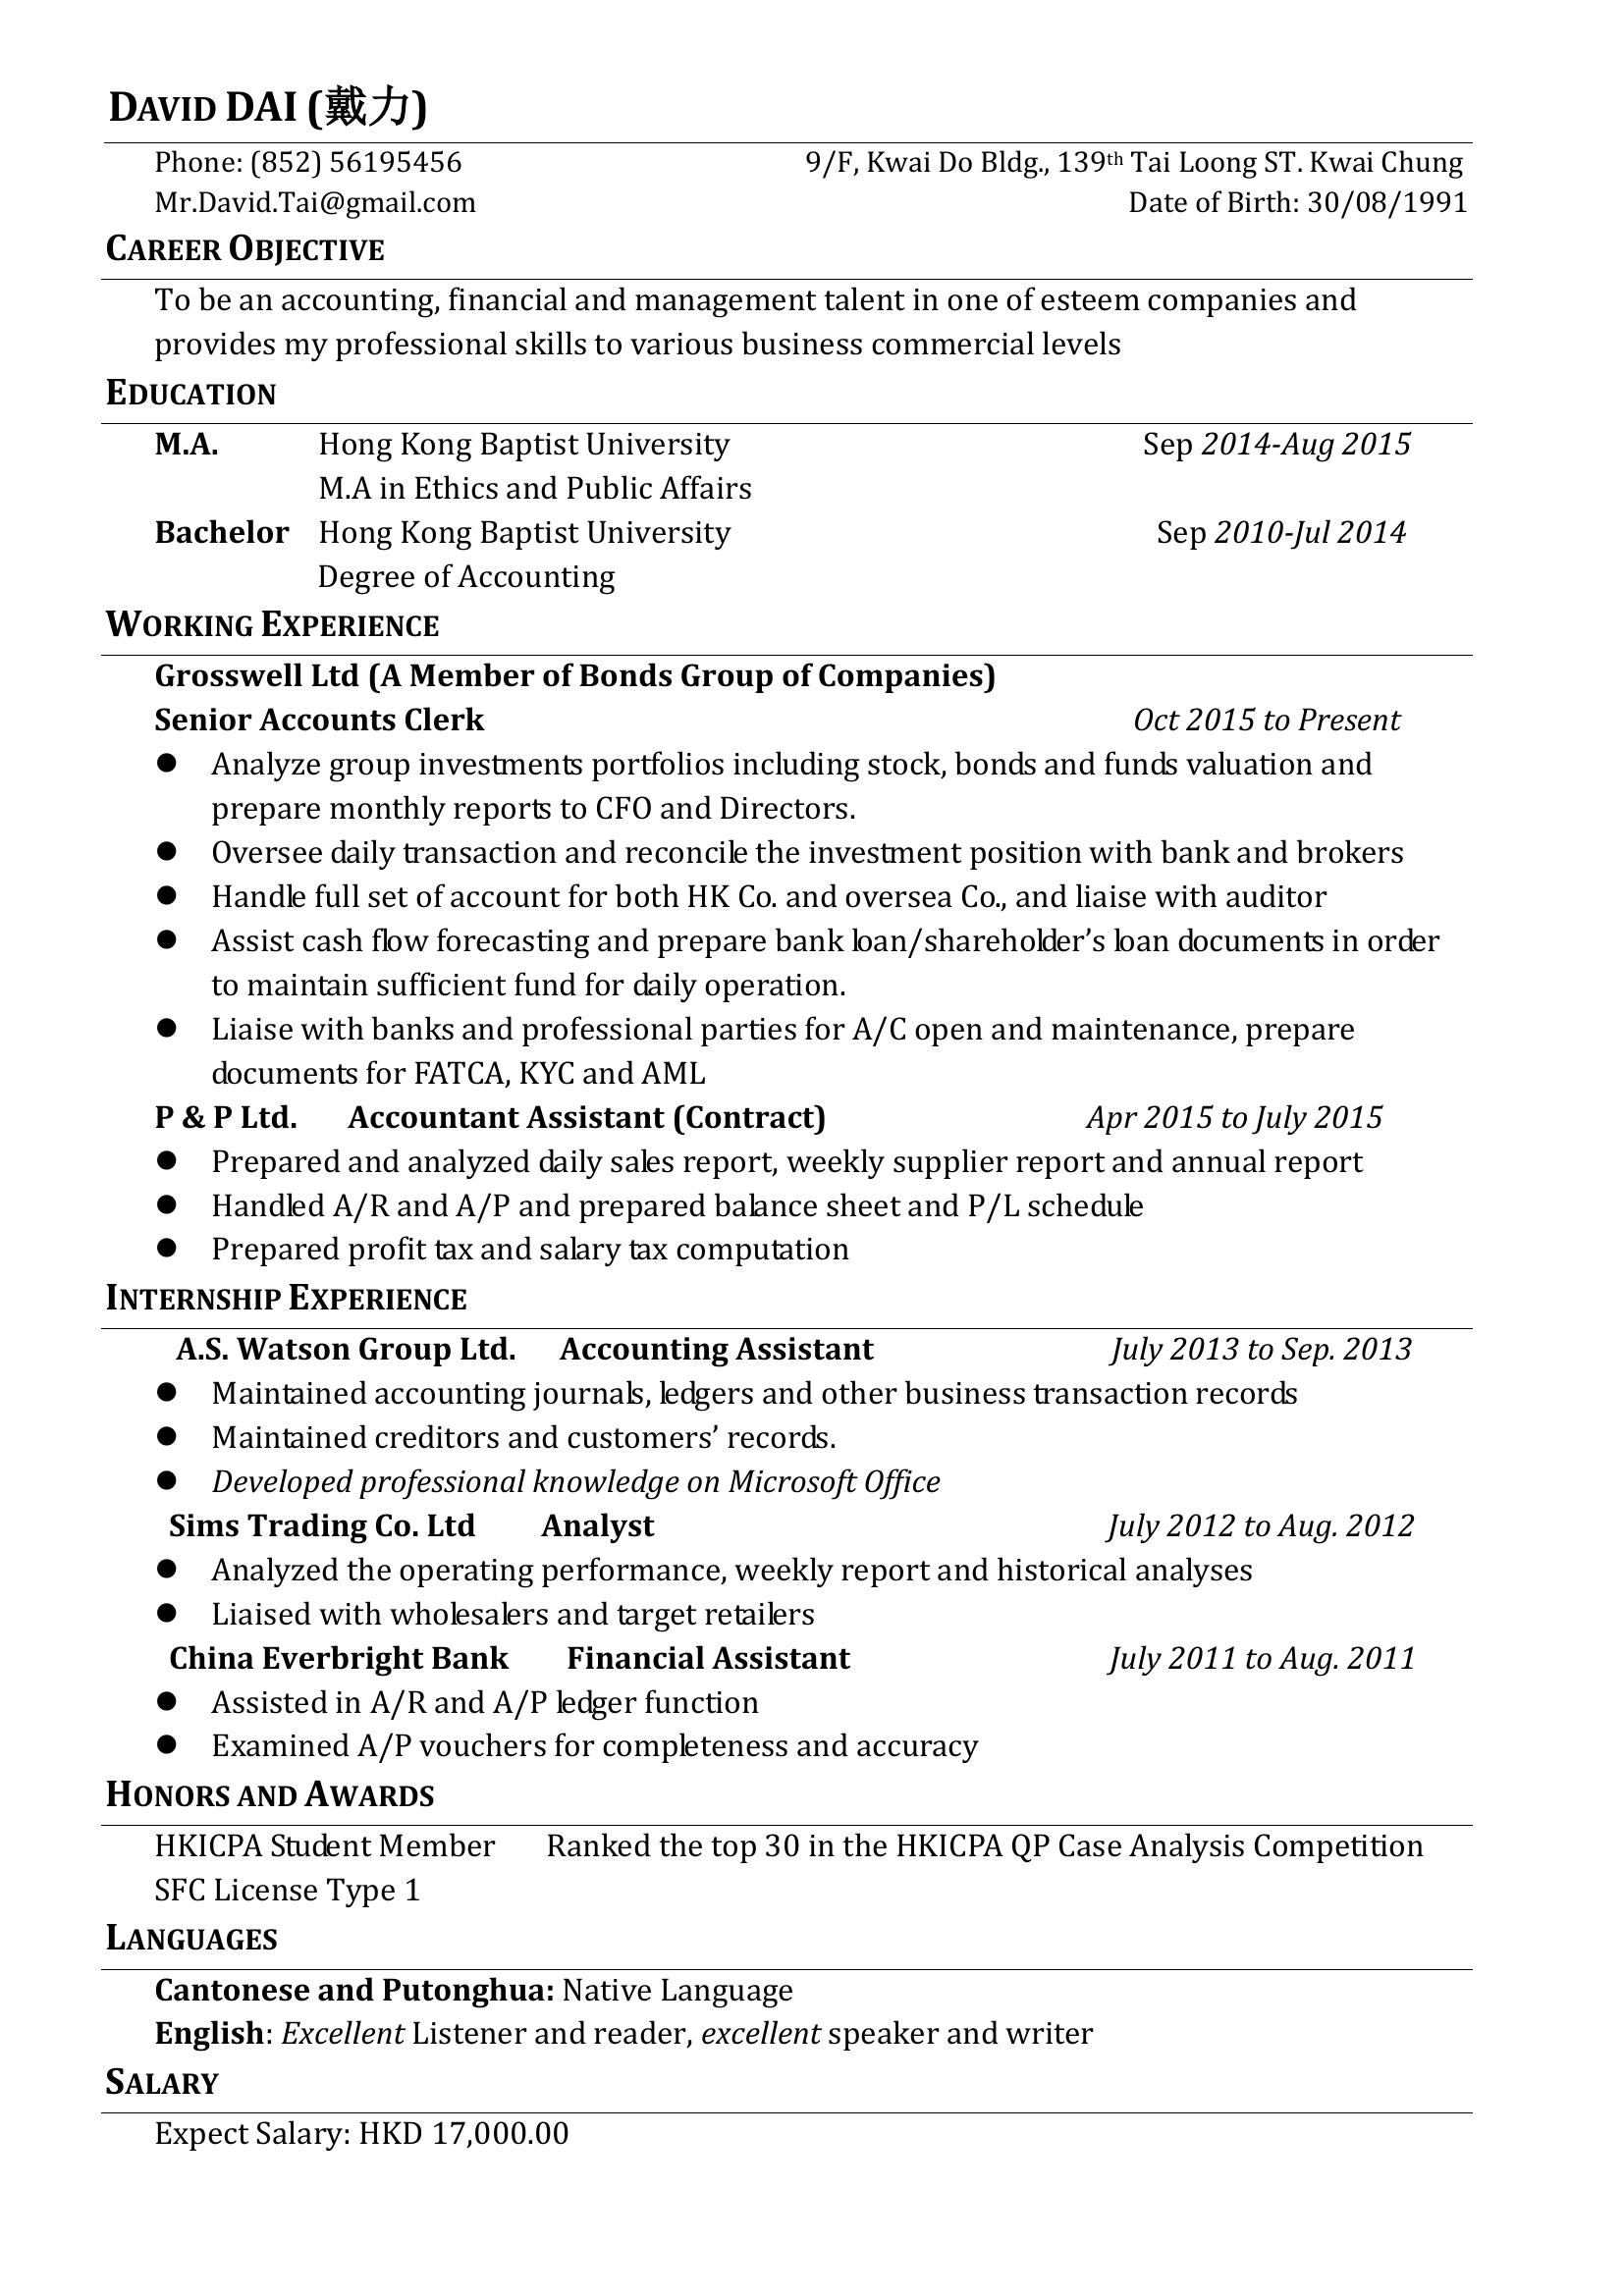 DAVID DAI (戴力)
Phone: (852) 56195456 9/F, Kwai Do Bldg., 139th Tai Loong ST. Kwai Chung
Mr.David.Tai@gmail.com Date of Birth: 30/08/1991
CAREER OBJECTIVE
To be an accounting, financial and management talent in one of esteem companies and
provides my professional skills to various business commercial levels
EDUCATION
M.A. Hong Kong Baptist University Sep 2014-Aug 2015
M.A in Ethics and Public Affairs
Bachelor Hong Kong Baptist University Sep 2010-Jul 2014
Degree of Accounting
WORKING EXPERIENCE
Grosswell Ltd (A Member of Bonds Group of Companies)
Senior Accounts Clerk Oct 2015 to Present
● Analyze group investments portfolios including stock, bonds and funds valuation and
prepare monthly reports to CFO and Directors.
● Oversee daily transaction and reconcile the investment position with bank and brokers
● Handle full set of account for both HK Co. and oversea Co., and liaise with auditor
● Assist cash flow forecasting and prepare bank loan/shareholder’s loan documents in order
to maintain sufficient fund for daily operation.
● Liaise with banks and professional parties for A/C open and maintenance, prepare
documents for FATCA, KYC and AML
P & P Ltd. Accountant Assistant (Contract) Apr 2015 to July 2015
● Prepared and analyzed daily sales report, weekly supplier report and annual report
● Handled A/R and A/P and prepared balance sheet and P/L schedule
● Prepared profit tax and salary tax computation
INTERNSHIP EXPERIENCE
A.S. Watson Group Ltd. Accounting Assistant July 2013 to Sep. 2013
● Maintained accounting journals, ledgers and other business transaction records
● Maintained creditors and customers’ records.
● Developed professional knowledge on Microsoft Office
Sims Trading Co. Ltd Analyst July 2012 to Aug. 2012
● Analyzed the operating performance, weekly report and historical analyses
● Liaised with wholesalers and target retailers
China Everbright Bank Financial Assistant July 2011 to Aug. 2011
● Assisted in A/R and A/P ledger function
● Examined A/P vouchers for completeness and accuracy
HONORS AND AWARDS
HKICPA Student Member Ranked the top 30 in the HKICPA QP Case Analysis Competition
SFC License Type 1
LANGUAGES
Cantonese and Putonghua: Native Language
English: Excellent Listener and reader, excellent speaker and writer
SALARY
Expect Salary: HKD 17,000.00